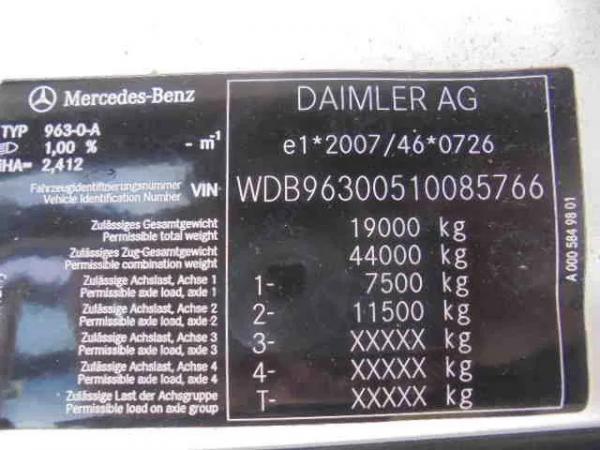 Mercedes-Benz
DAIMLER AG
TYP 963-0-A
1,00 % - m⁻¹
HA= 2,412
e1*2007/46*0726
Fahrzeugidentifizierungsnummer
Vehicle Identification Number
VIN
WDB96300510085766
Zulässiges Gesamtgewicht
Permissible total weight
19000 kg
Zulässiges Zug-Gesamtgewicht
Permissible combination weight
44000 kg
Zulässige Achslast, Achse 1
Permissible axle load, axle 1
1- 7500 kg
Zulässige Achslast, Achse 2
Permissible axle load, axle 2
2- 11500 kg
Zulässige Achslast, Achse 3
Permissible axle load, axle 3
3- XXXXX kg
Zulässige Achslast, Achse 4
Permissible axle load, axle 4
4- XXXXX kg
Zulässige Last der Achsgruppe
Permissible load on axle group
T- XXXXX kg
A 000 584 98 01